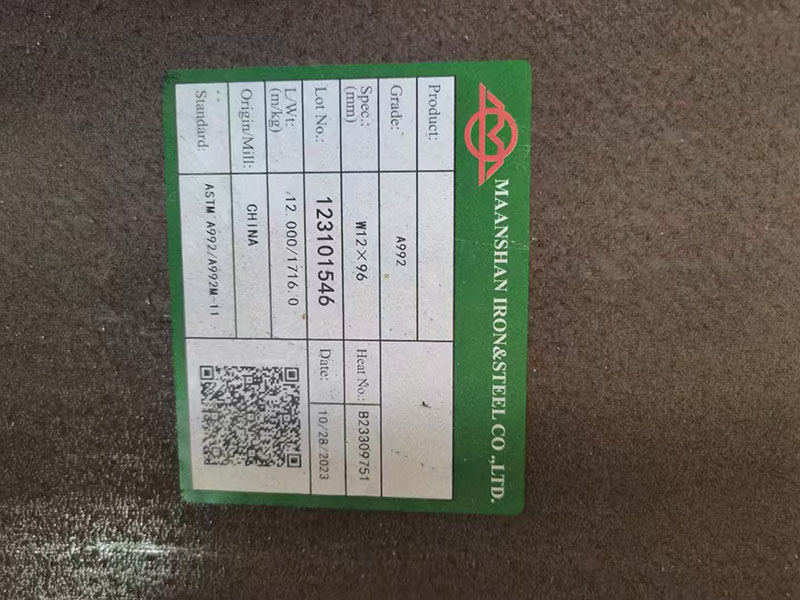 MAANSHAN IRON&STEEL CO.,LTD.
Product:
Grade: A992
Spec.: (mm) W12×96 Heat No.: B23309751
Lot No.: 123101546 Date: 10/28/2023
L/Wt: (m/kg) 12.000/1716.0
Origin/Mill: CHINA
Standard: ASTM A992/A992M-11